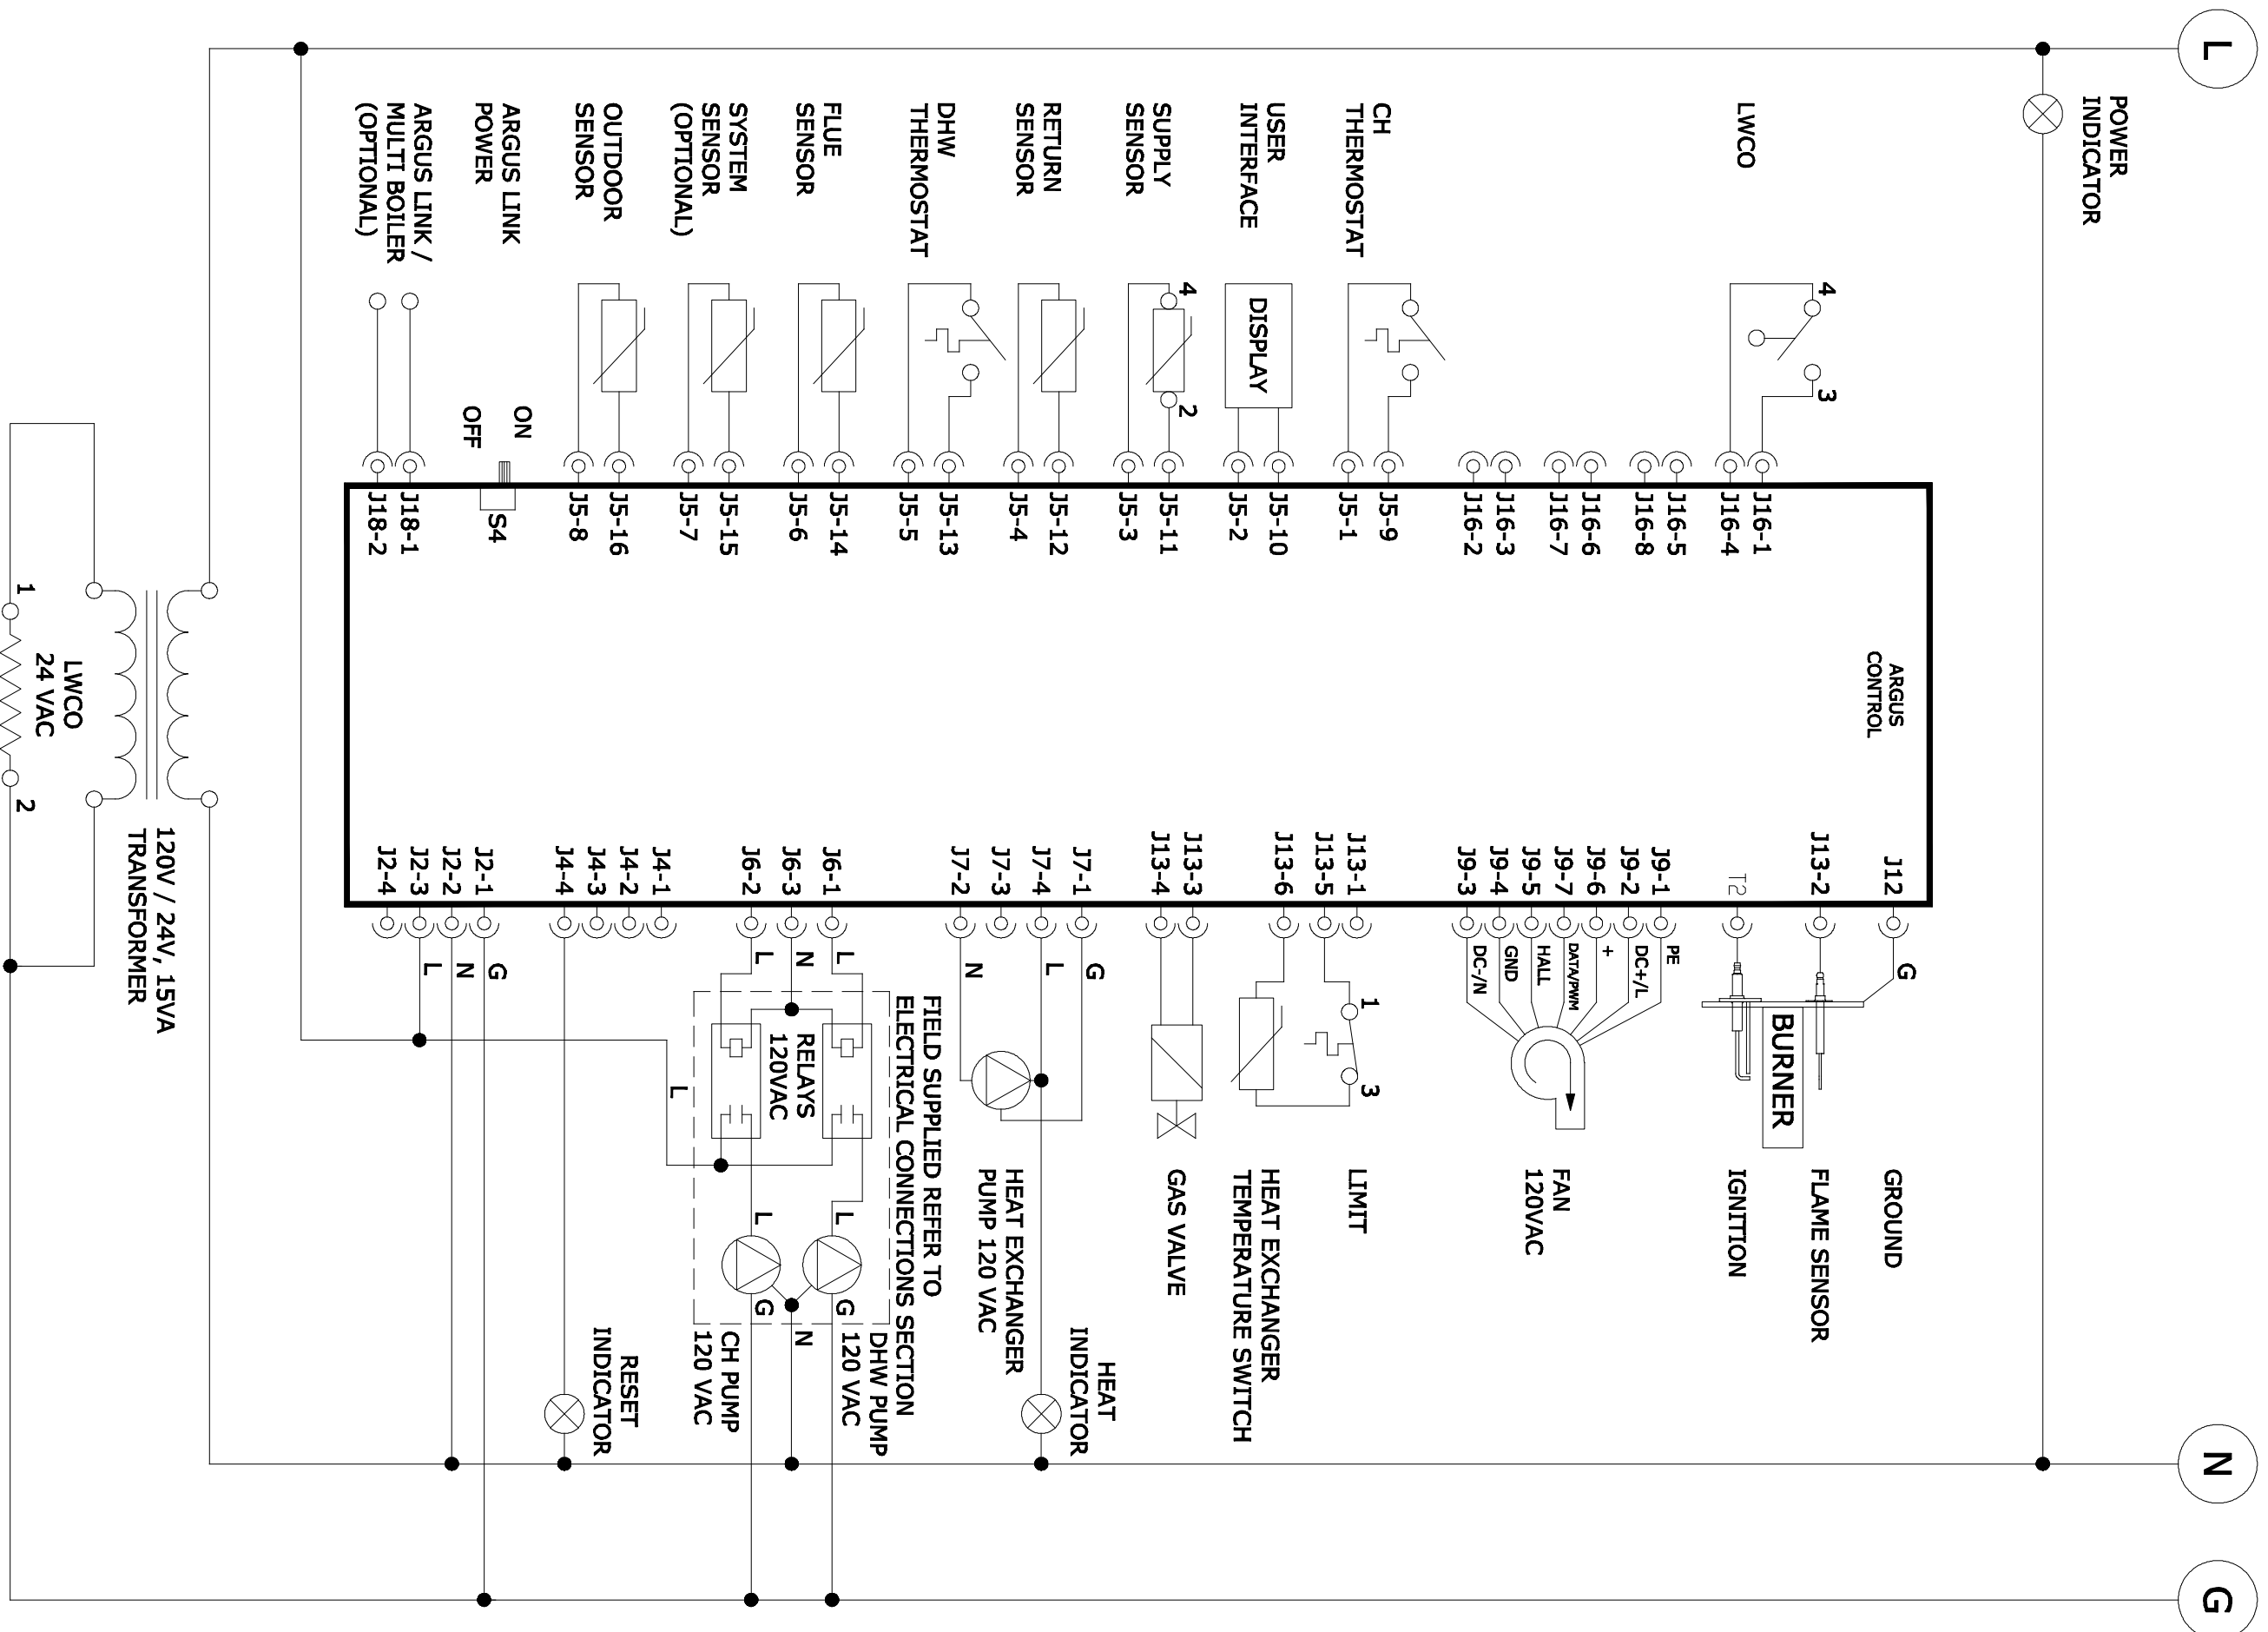 L
N
G
POWER
INDICATOR
ARGUS
CONTROL
LWCO
4
3
J16-1
J16-4
J16-5
J16-8
J16-6
J16-7
J16-3
J16-2
CH
THERMOSTAT
J5-9
J5-1
USER
INTERFACE
DISPLAY
J5-10
J5-2
SUPPLY
SENSOR
4
2
J5-11
J5-3
RETURN
SENSOR
J5-12
J5-4
DHW
THERMOSTAT
J5-13
J5-5
FLUE
SENSOR
J5-14
J5-6
SYSTEM
SENSOR
(OPTIONAL)
J5-15
J5-7
OUTDOOR
SENSOR
J5-16
J5-8
ARGUS LINK
POWER
ON
OFF
S4
ARGUS LINK /
MULTI BOILER
(OPTIONAL)
J18-1
J18-2
J12
G
GROUND
J13-2
FLAME SENSOR
BURNER
T2
IGNITION
J9-1
PE
J9-2
DC+/L
J9-6
+
J9-7
DATA/PWM
J9-5
HALL
J9-4
GND
J9-3
DC-/N
FAN
120VAC
J13-1
J13-5
J13-6
1
3
LIMIT
HEAT EXCHANGER
TEMPERATURE SWITCH
J13-3
J13-4
GAS VALVE
J7-1
G
J7-4
L
J7-3
J7-2
N
HEAT
INDICATOR
HEAT EXCHANGER
PUMP 120 VAC
FIELD SUPPLIED REFER TO
ELECTRICAL CONNECTIONS SECTION
J6-1
L
J6-3
N
J6-2
L
RELAYS
120VAC
L
G
DHW PUMP
120 VAC
N
L
G
CH PUMP
120 VAC
L
J4-1
J4-2
J4-3
J4-4
RESET
INDICATOR
J2-1
G
J2-2
N
J2-3
L
J2-4
120V / 24V, 15VA
TRANSFORMER
LWCO
24 VAC
1
2